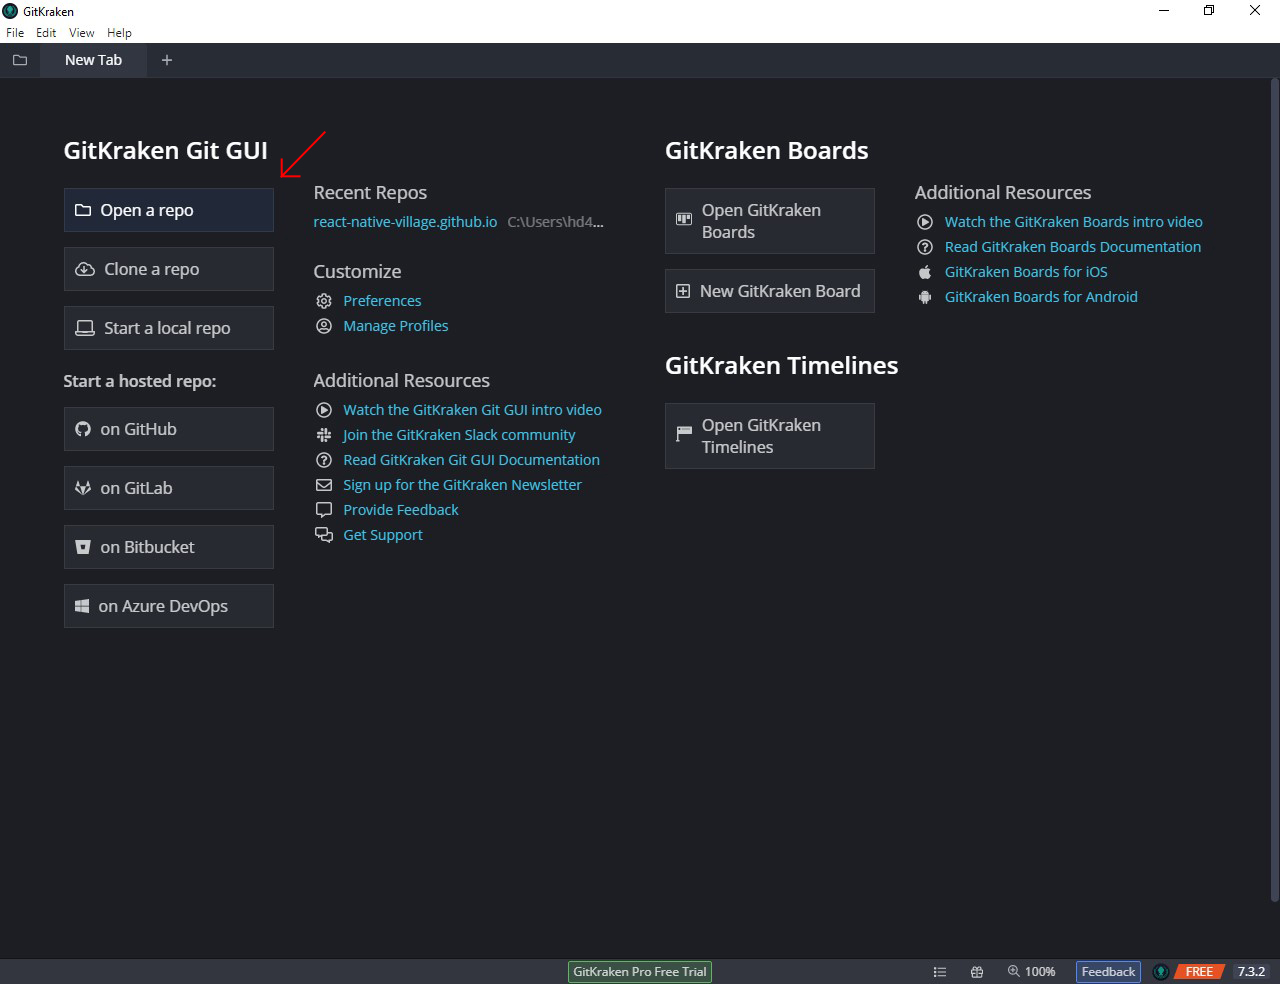 GitKraken
File Edit View Help
New Tab
GitKraken Git GUI
Open a repo
Clone a repo
Start a local repo
Start a hosted repo:
on GitHub
on GitLab
on Bitbucket
on Azure DevOps
Recent Repos
react-native-village.github.io C:\Users\hd4...
Customize
Preferences
Manage Profiles
Additional Resources
Watch the GitKraken Git GUI intro video
Join the GitKraken Slack community
Read GitKraken Git GUI Documentation
Sign up for the GitKraken Newsletter
Provide Feedback
Get Support
GitKraken Boards
Open GitKraken
Boards
New GitKraken Board
Additional Resources
Watch the GitKraken Boards intro video
Read GitKraken Boards Documentation
GitKraken Boards for iOS
GitKraken Boards for Android
GitKraken Timelines
Open GitKraken
Timelines
GitKraken Pro Free Trial
100%
Feedback
FREE
7.3.2